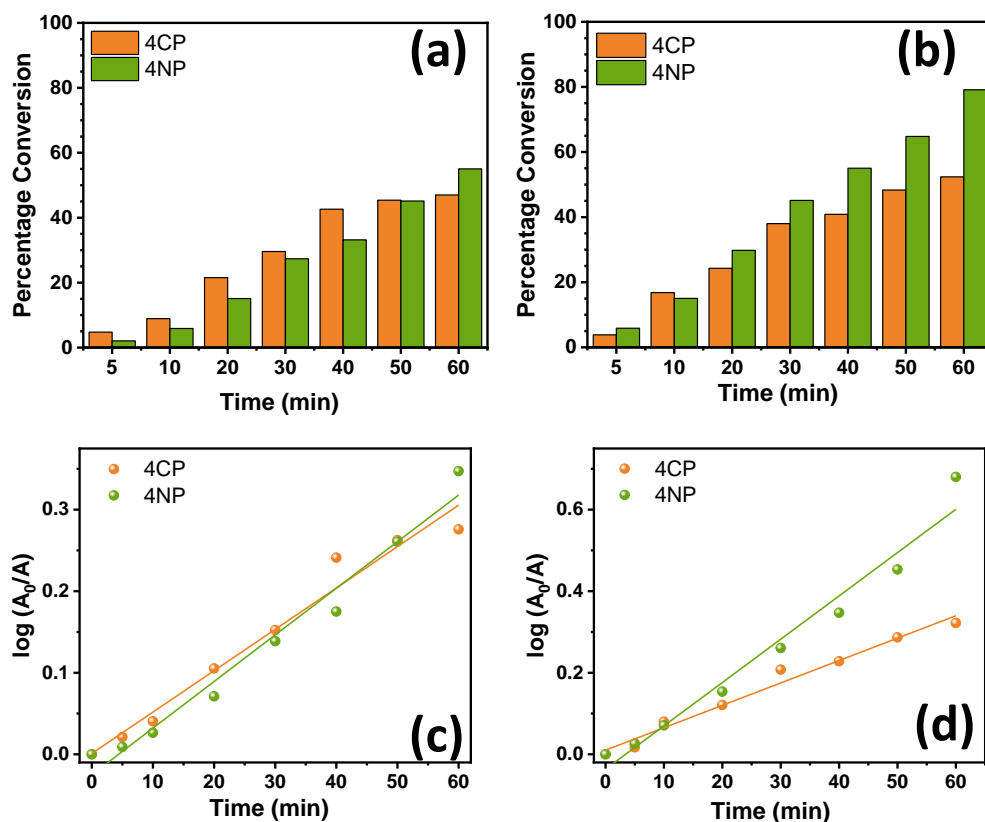 (a)
4CP
4NP
Percentage Conversion
100
80
60
40
20
0
5 10 20 30 40 50 60
Time (min)
(b)
4CP
4NP
Percentage Conversion
100
80
60
40
20
0
5 10 20 30 40 50 60
Time (min)
4CP
4NP
log (A₀/A)
0.3
0.2
0.1
0.0
(c)
0 10 20 30 40 50 60
Time (min)
4CP
4NP
log (A₀/A)
0.6
0.4
0.2
0.0
(d)
0 10 20 30 40 50 60
Time (min)